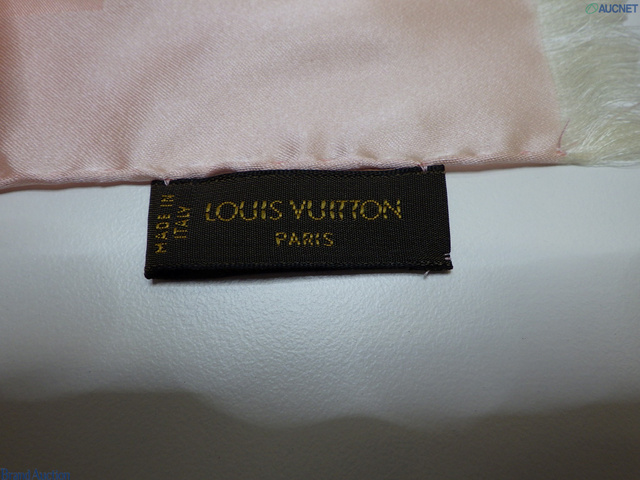 AUCNET
MADE IN
ITALY
LOUIS VUITTON
PARIS